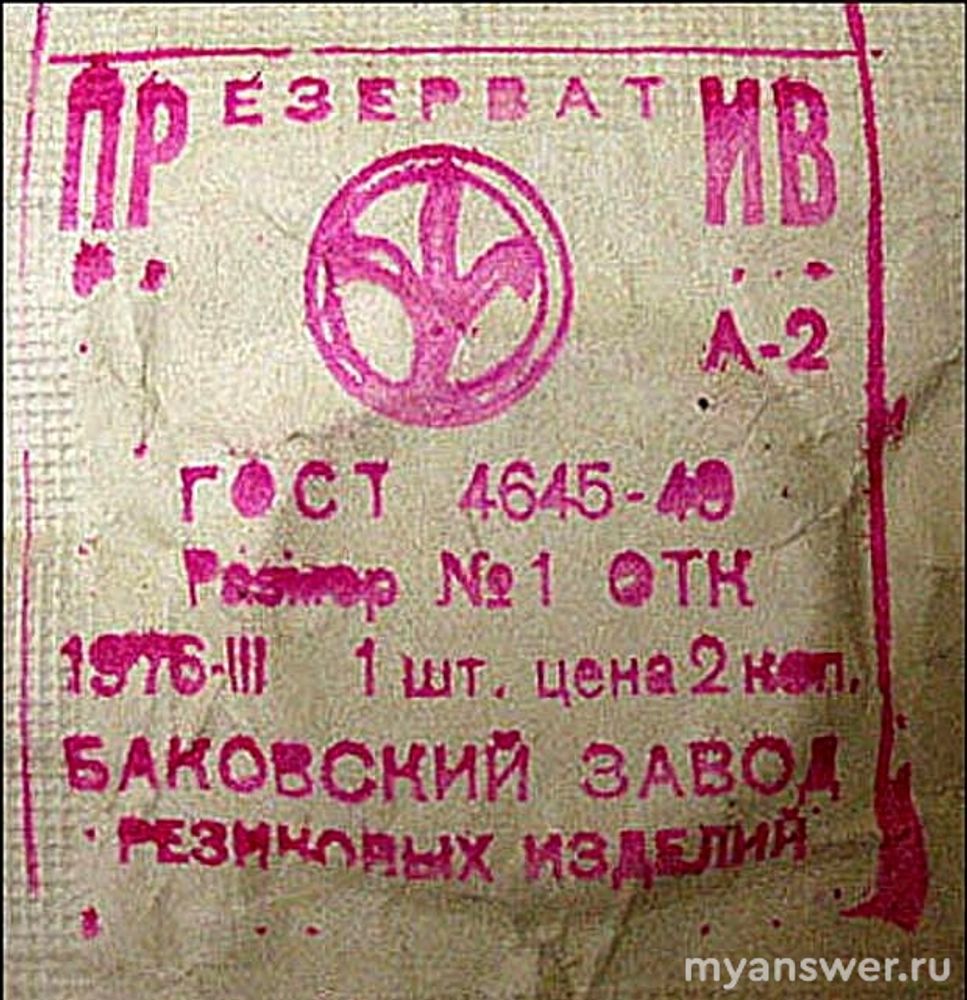 ПРЕЗЕРВАТИВ
А-2
ГОСТ 4645-49
Размер №1 ОТК
1976-III 1 шт. цена 2 коп.
БАКОВСКИЙ ЗАВОД
РЕЗИНОВЫХ ИЗДЕЛИЙ
myanswer.ru